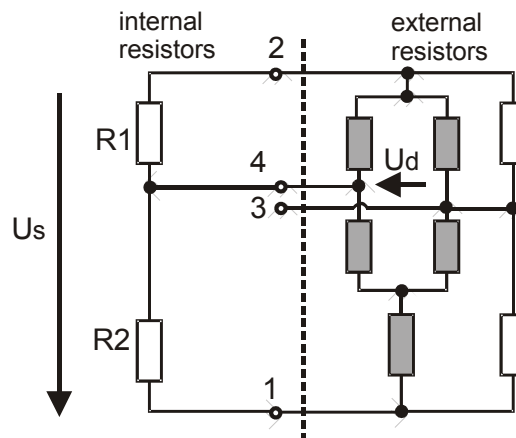 internal
resistors
external
resistors
2
R1
4
Ud
3
Us
R2
1